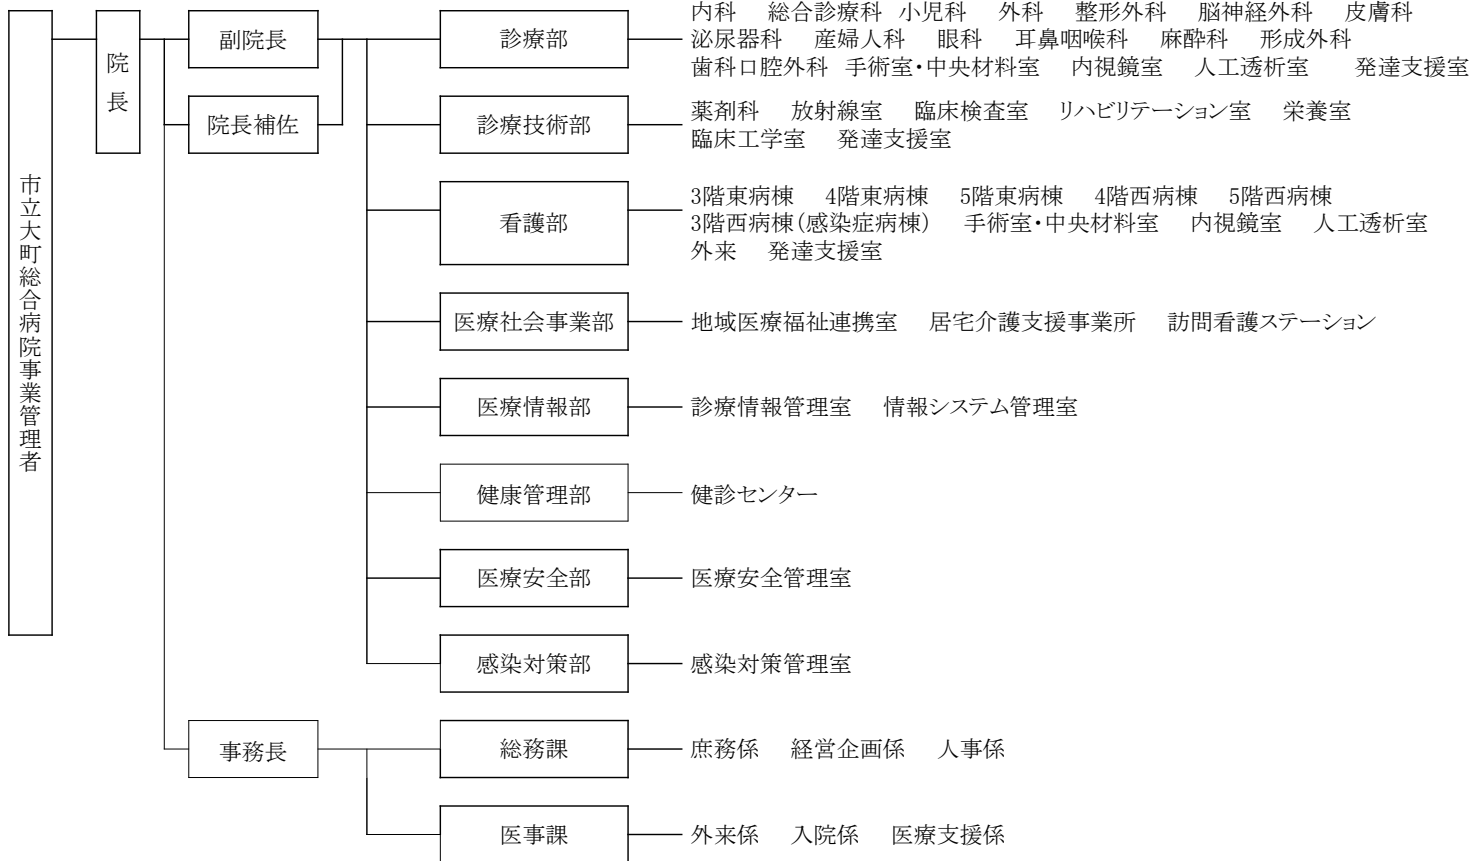 市立大町総合病院事業管理者
院長
副院長
院長補佐
診療部
内科 総合診療科 小児科 外科 整形外科 脳神経外科 皮膚科
泌尿器科 産婦人科 眼科 耳鼻咽喉科 麻酔科 形成外科
歯科口腔外科 手術室・中央材料室 内視鏡室 人工透析室 発達支援室
診療技術部
薬剤科 放射線室 臨床検査室 リハビリテーション室 栄養室
臨床工学室 発達支援室
看護部
3階東病棟 4階東病棟 5階東病棟 4階西病棟 5階西病棟
3階西病棟(感染症病棟) 手術室・中央材料室 内視鏡室 人工透析室
外来 発達支援室
医療社会事業部
地域医療福祉連携室 居宅介護支援事業所 訪問看護ステーション
医療情報部
診療情報管理室 情報システム管理室
健康管理部
健診センター
医療安全部
医療安全管理室
感染対策部
感染対策管理室
事務長
総務課
庶務係 経営企画係 人事係
医事課
外来係 入院係 医療支援係